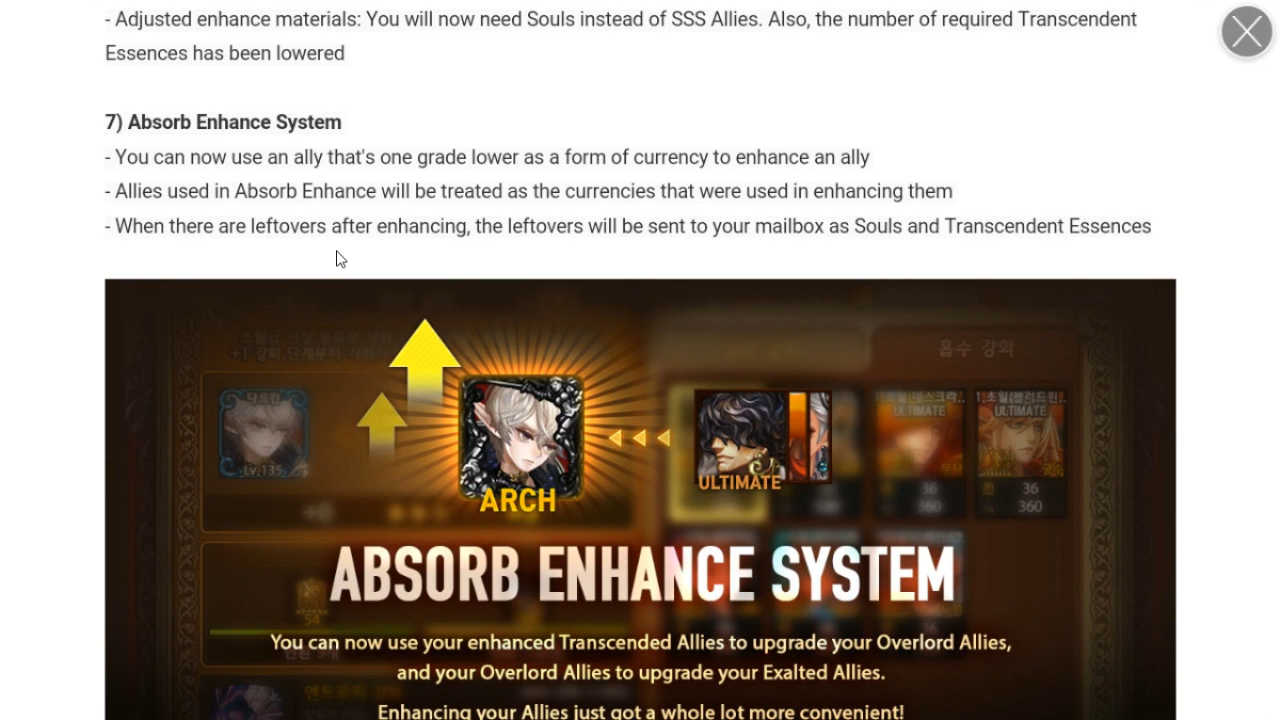 - Adjusted enhance materials: You will now need Souls instead of SSS Allies. Also, the number of required Transcendent
Essences has been lowered
7) Absorb Enhance System
- You can now use an ally that's one grade lower as a form of currency to enhance an ally
- Allies used in Absorb Enhance will be treated as the currencies that were used in enhancing them
- When there are leftovers after enhancing, the leftovers will be sent to your mailbox as Souls and Transcendent Essences
흡수 강화
ULTIMATE
ULTIMATE
Lv.135
ULTIMATE
36
36
360
360
ARCH
+0
ABSORB ENHANCE SYSTEM
54
You can now use your enhanced Transcended Allies to upgrade your Overlord Allies,
and your Overlord Allies to upgrade your Exalted Allies.
Enhancing your Allies just got a whole lot more convenient!